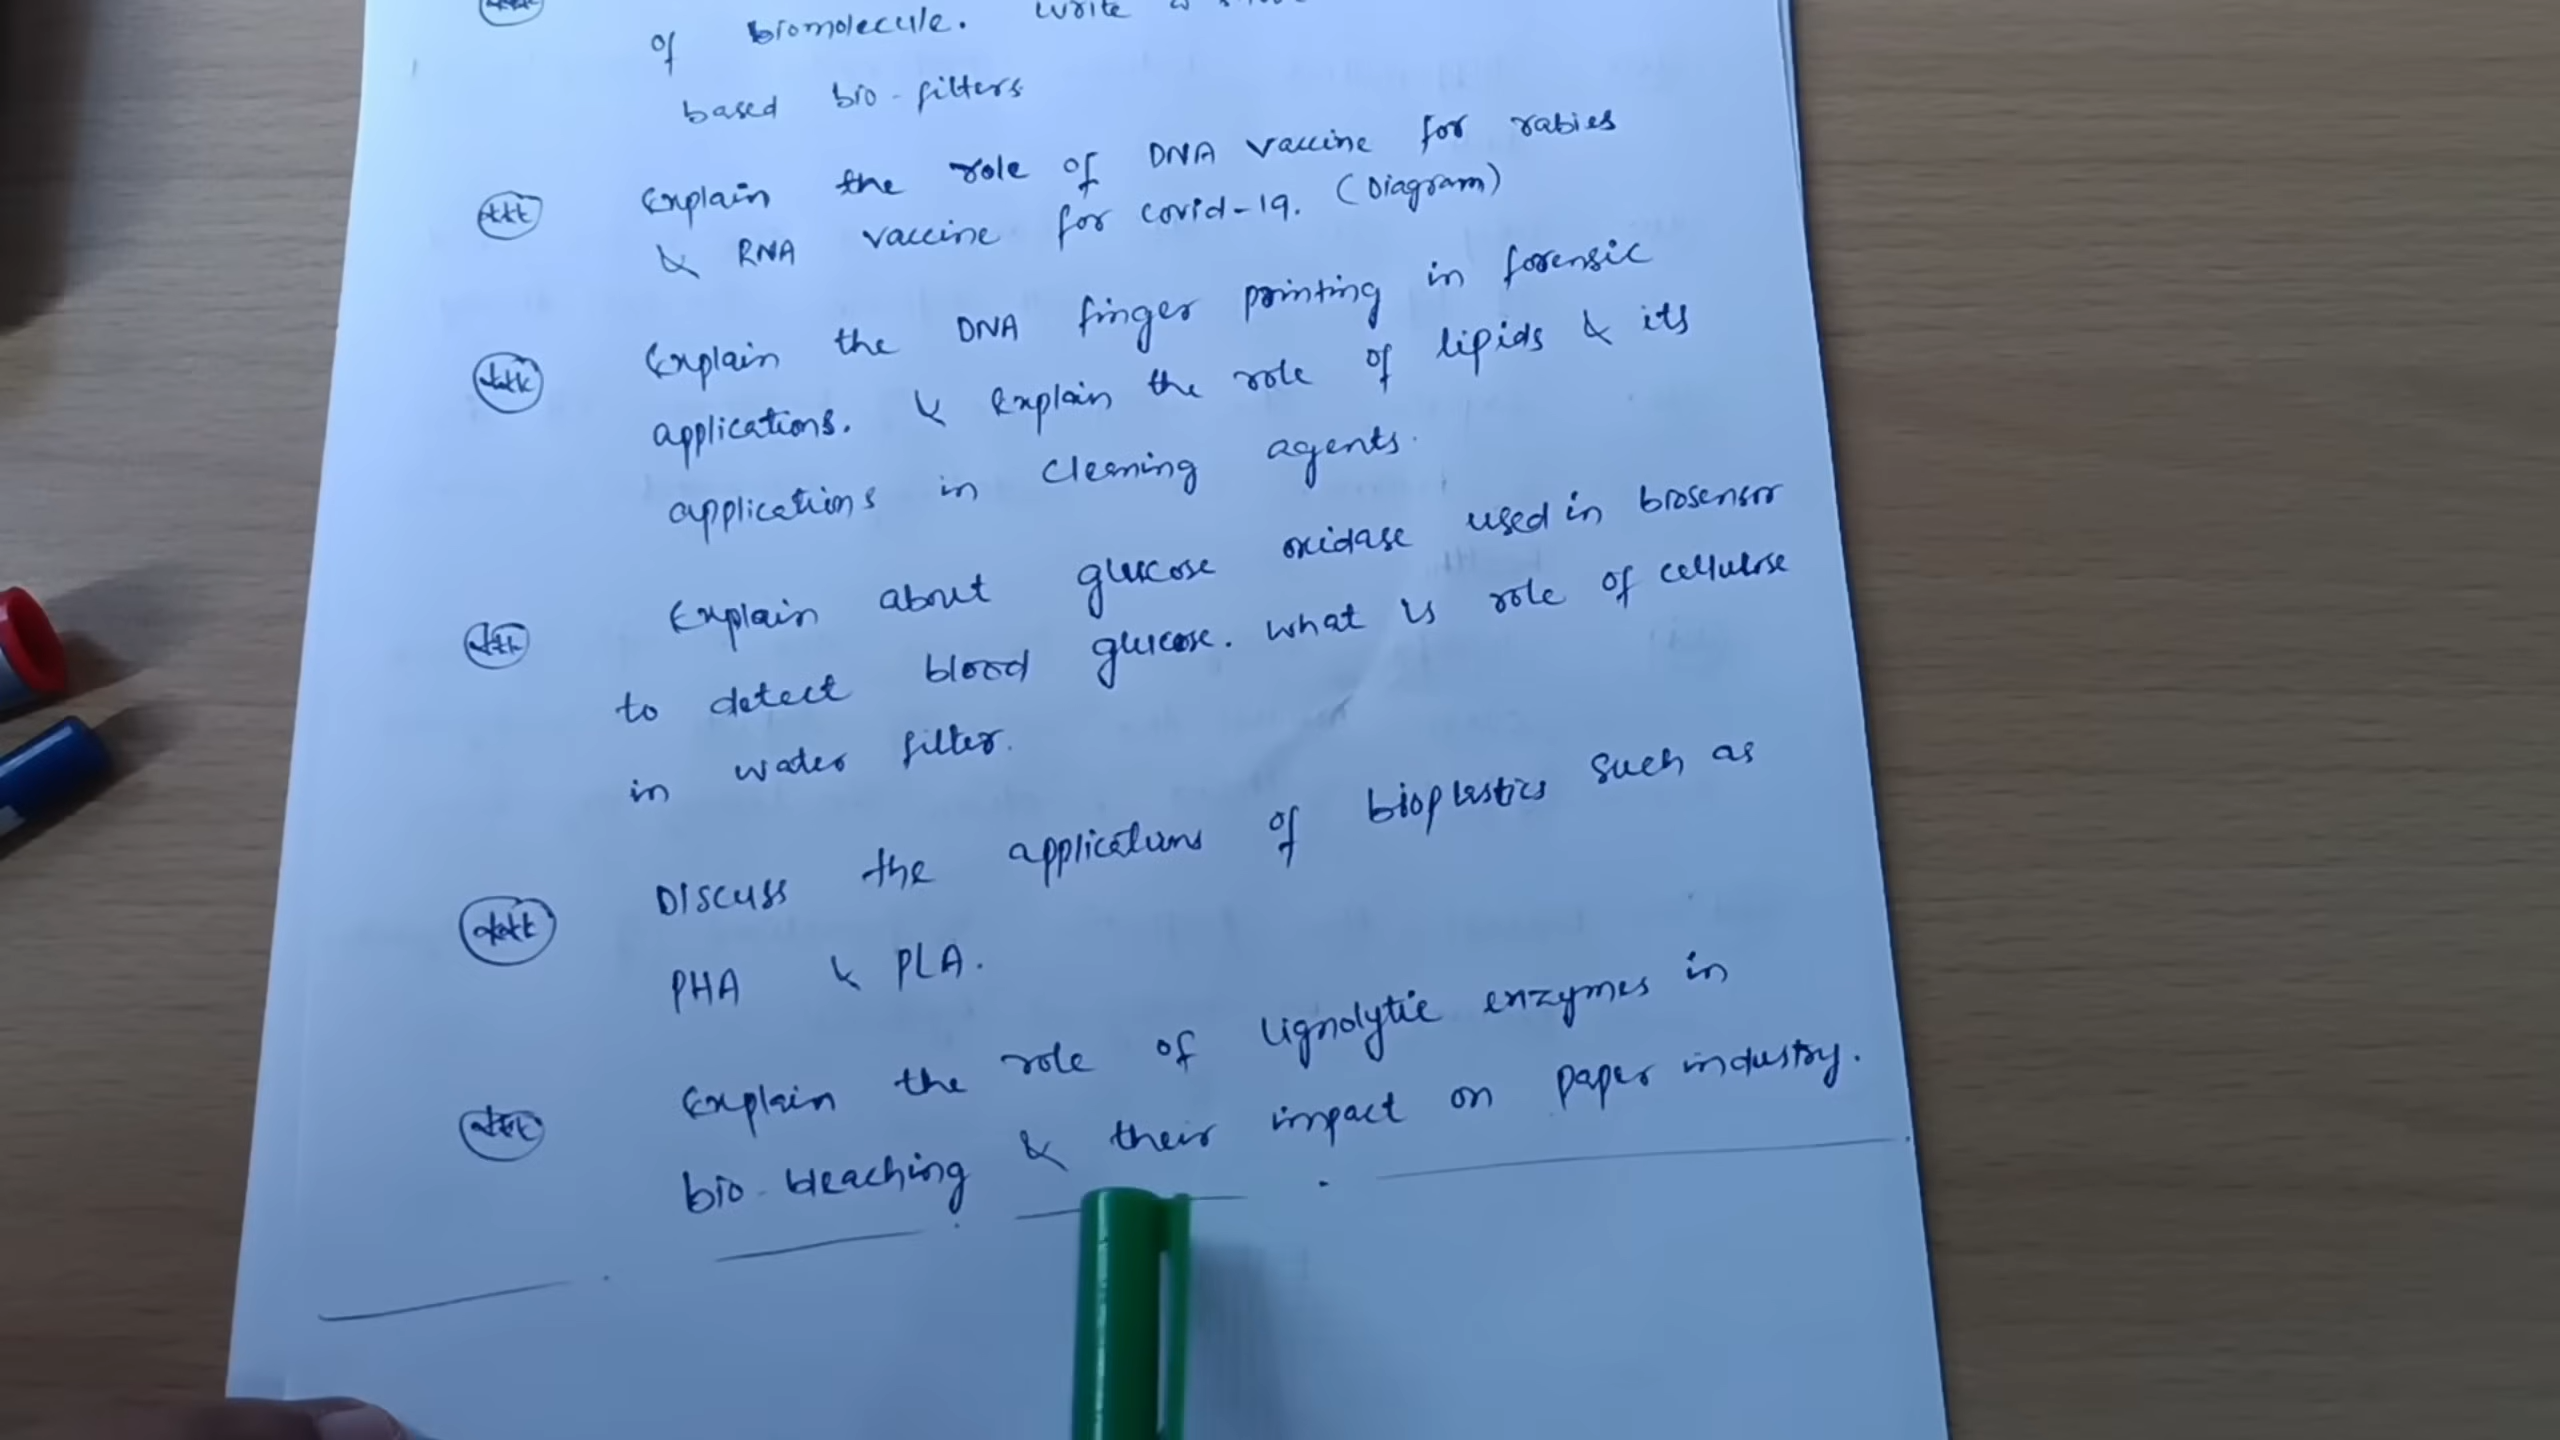 of biomolecule. Write a
based bio-filters
*** Explain the role of DNA vaccine for rabies
& RNA vaccine for covid-19. (Diagram)
*** Explain the DNA finger printing in forensic
applications. & Explain the role of lipids & its
applications in cleaning agents.
*** Explain about glucose oxidase used in biosensor
to detect blood glucose. What is role of cellulose
in water filter.
*** Discuss the applications of bioplastics such as
PHA & PLA.
*** Explain the role of lignolytic enzymes in
bio-bleaching & their impact on paper industry.